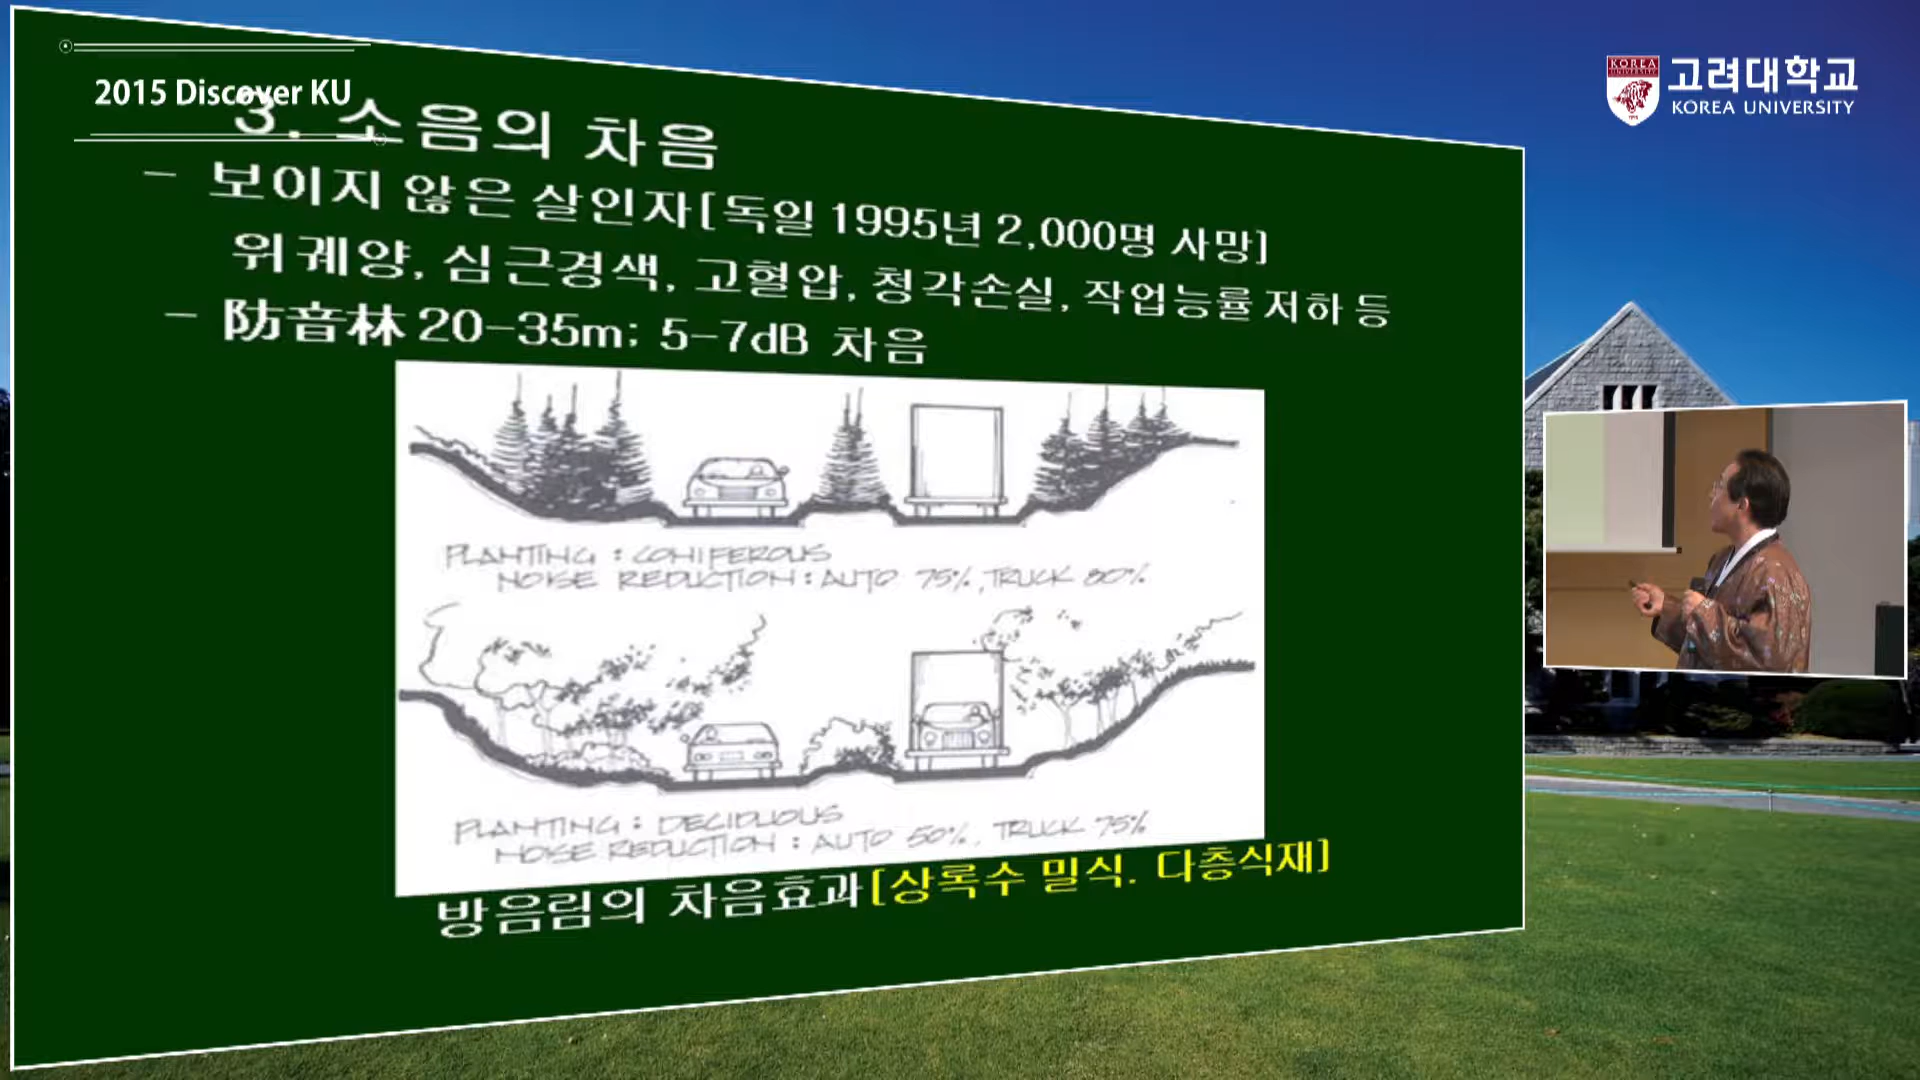 2015 Discover KU
KOREA
UNIVERSITY
고려대학교
KOREA UNIVERSITY
3. 소음의 차음
- 보이지 않은 살인자[독일 1995년 2,000명 사망]
위궤양, 심근경색, 고혈압, 청각손실, 작업능률 저하 등
- 防音林 20-35m; 5-7dB 차음
PLANTING : CONIFEROUS
NOISE REDUCTION : AUTO 75%, TRUCK 80%
PLANTING : DECIDUOUS
NOISE REDUCTION : AUTO 50%, TRUCK 75%
방음림의 차음효과[상록수 밀식. 다층식재]